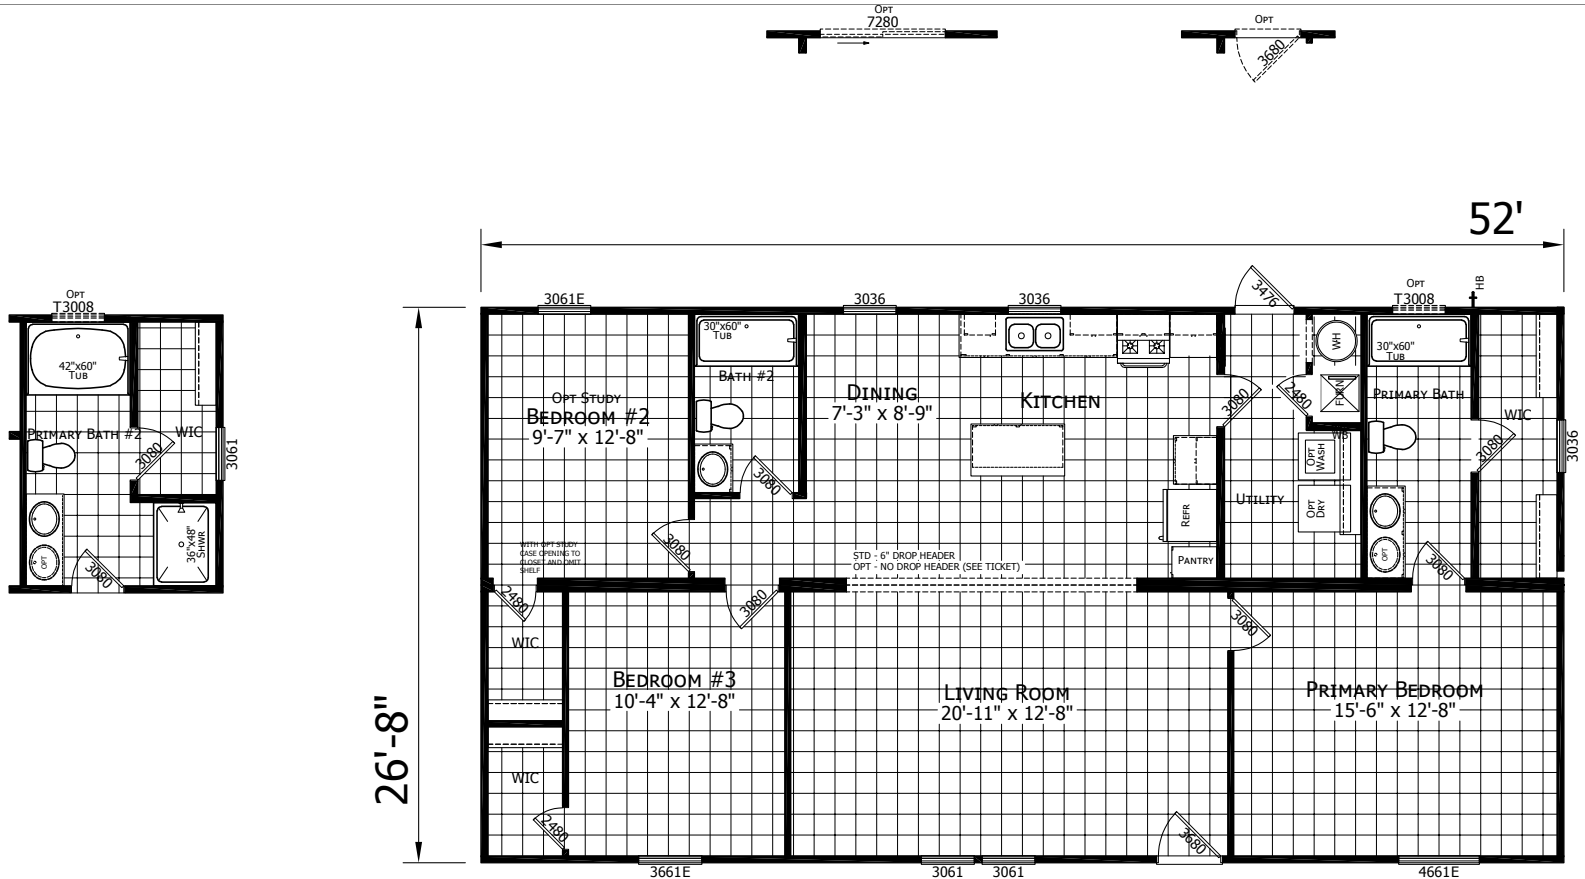 OPT
7280
OPT
3680
52'
26'-8"
OPT
T3008
42"x60"
TUB
PRIMARY BATH #2
WIC
3080
3061
OPT
3080
36"x48"
SHWR
3061E
3036
3036
3476
OPT
T3008
HB
30"x60"
TUB
BATH #2
3080
OPT STUDY
BEDROOM #2
9'-7" x 12'-8"
3080
WITH OPT STUDY
CASE OPENING TO
CLOSET AND OMIT
SHELF
DINING
7'-3" x 8'-9"
KITCHEN
REFR
PANTRY
STD - 6" DROP HEADER
OPT - NO DROP HEADER (SEE TICKET)
3080
2480
WH
FURN
WB
OPT
WASH
OPT
DRY
UTILITY
30"x60"
TUB
PRIMARY BATH
OPT
3080
WIC
3080
3036
2480
WIC
WIC
2480
3080
BEDROOM #3
10'-4" x 12'-8"
LIVING ROOM
20'-11" x 12'-8"
3080
PRIMARY BEDROOM
15'-6" x 12'-8"
3680
3661E
3061
3061
4661E